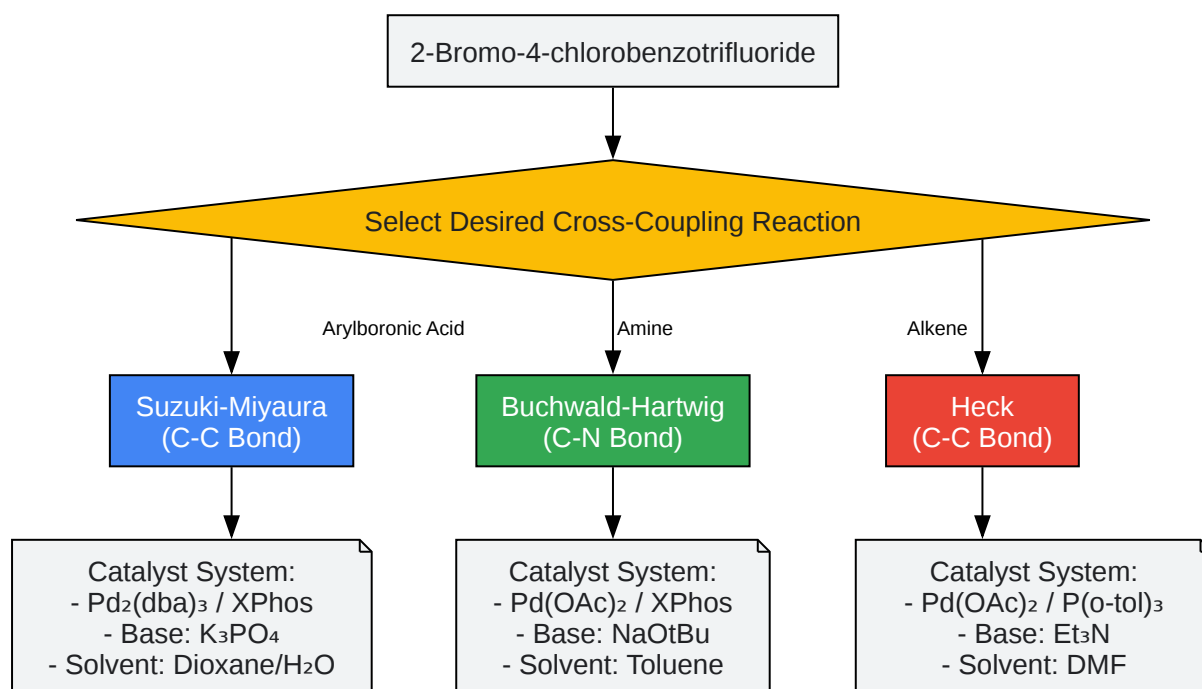 2-Bromo-4-chlorobenzotrifluoride
Select Desired Cross-Coupling Reaction
Arylboronic Acid
Amine
Alkene
Suzuki-Miyaura
(C-C Bond)
Buchwald-Hartwig
(C-N Bond)
Heck
(C-C Bond)
Catalyst System:
- Pd₂(dba)₃ / XPhos
- Base: K₃PO₄
- Solvent: Dioxane/H₂O
Catalyst System:
- Pd(OAc)₂ / XPhos
- Base: NaOtBu
- Solvent: Toluene
Catalyst System:
- Pd(OAc)₂ / P(o-tol)₃
- Base: Et₃N
- Solvent: DMF